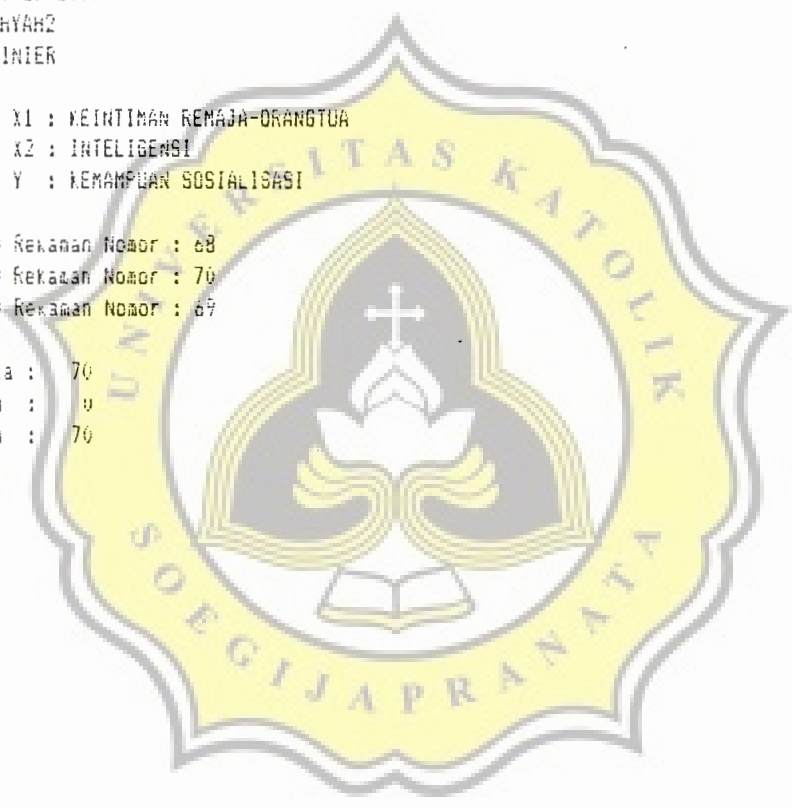 HYAH2
INIER
X1 : KEINTIMAN REMAJA-ORANGTUA
X2 : INTELIGENSI
Y : KEMAMPUAN SOSIALISASI
Rekaman Nomor : 68
Rekaman Nomor : 70
Rekaman Nomor : 69
a : 70
: 0
: 70
UNIVERSITAS KATOLIK
SOEGIJAPRANATA